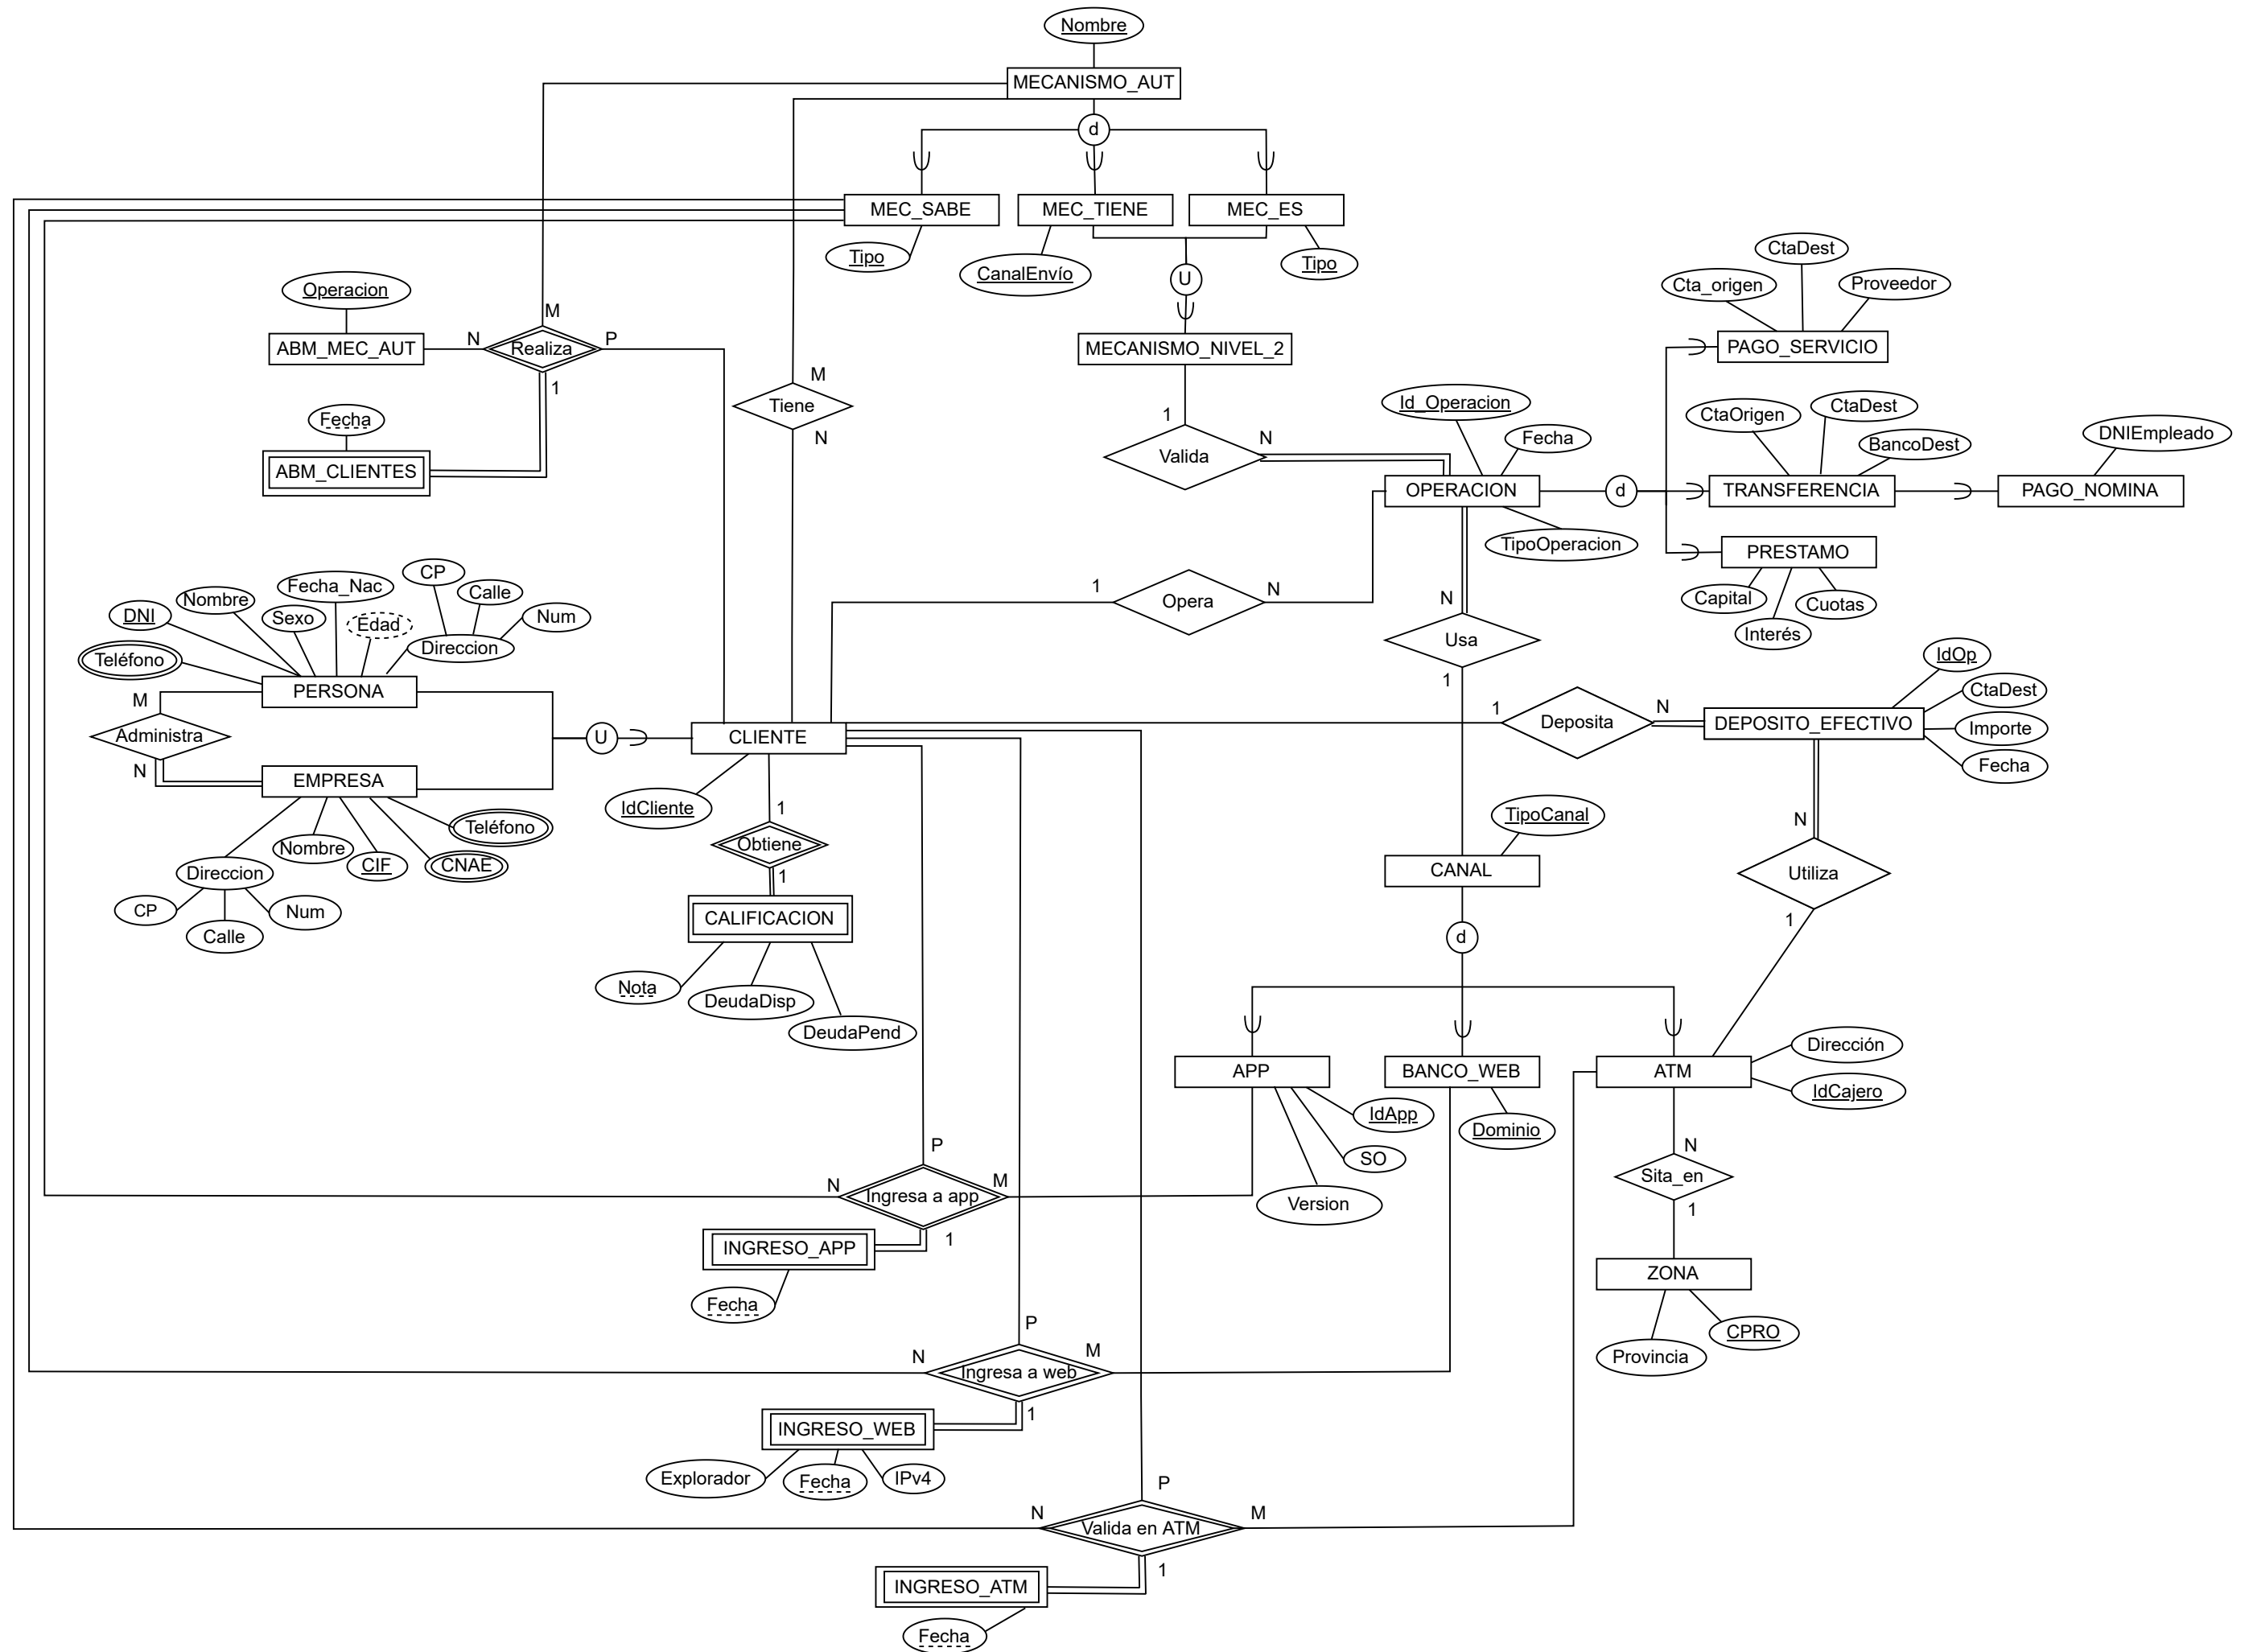 Nombre
MECANISMO_AUT
d
MEC_SABE
MEC_TIENE
MEC_ES
Tipo
CanalEnvío
Tipo
U
CtaDest
Cta_origen
Proveedor
PAGO_SERVICIO
Operacion
M
ABM_MEC_AUT
N
Realiza
P
MECANISMO_NIVEL_2
1
M
Tiene
N
Fecha
ABM_CLIENTES
Id_Operacion
Fecha
1
N
Valida
OPERACION
TipoOperacion
d
CtaOrigen
CtaDest
BancoDest
TRANSFERENCIA
DNIEmpleado
PAGO_NOMINA
PRESTAMO
Capital
Interés
Cuotas
1
Opera
N
N
Usa
1
CP
Calle
Num
Direccion
Fecha_Nac
Edad
Sexo
Nombre
DNI
Teléfono
PERSONA
M
Administra
N
EMPRESA
U
CLIENTE
IdCliente
1
Deposita
N
DEPOSITO_EFECTIVO
IdOp
CtaDest
Importe
Fecha
Teléfono
CNAE
CIF
Nombre
Direccion
CP
Calle
Num
1
Obtiene
1
CALIFICACION
Nota
DeudaDisp
DeudaPend
TipoCanal
CANAL
d
N
Utiliza
1
APP
BANCO_WEB
ATM
Dirección
IdCajero
IdApp
SO
Version
Dominio
N
Sita_en
1
ZONA
CPRO
Provincia
P
N
Ingresa a app
M
1
INGRESO_APP
Fecha
P
N
Ingresa a web
M
1
INGRESO_WEB
Explorador
Fecha
IPv4
P
N
Valida en ATM
M
1
INGRESO_ATM
Fecha